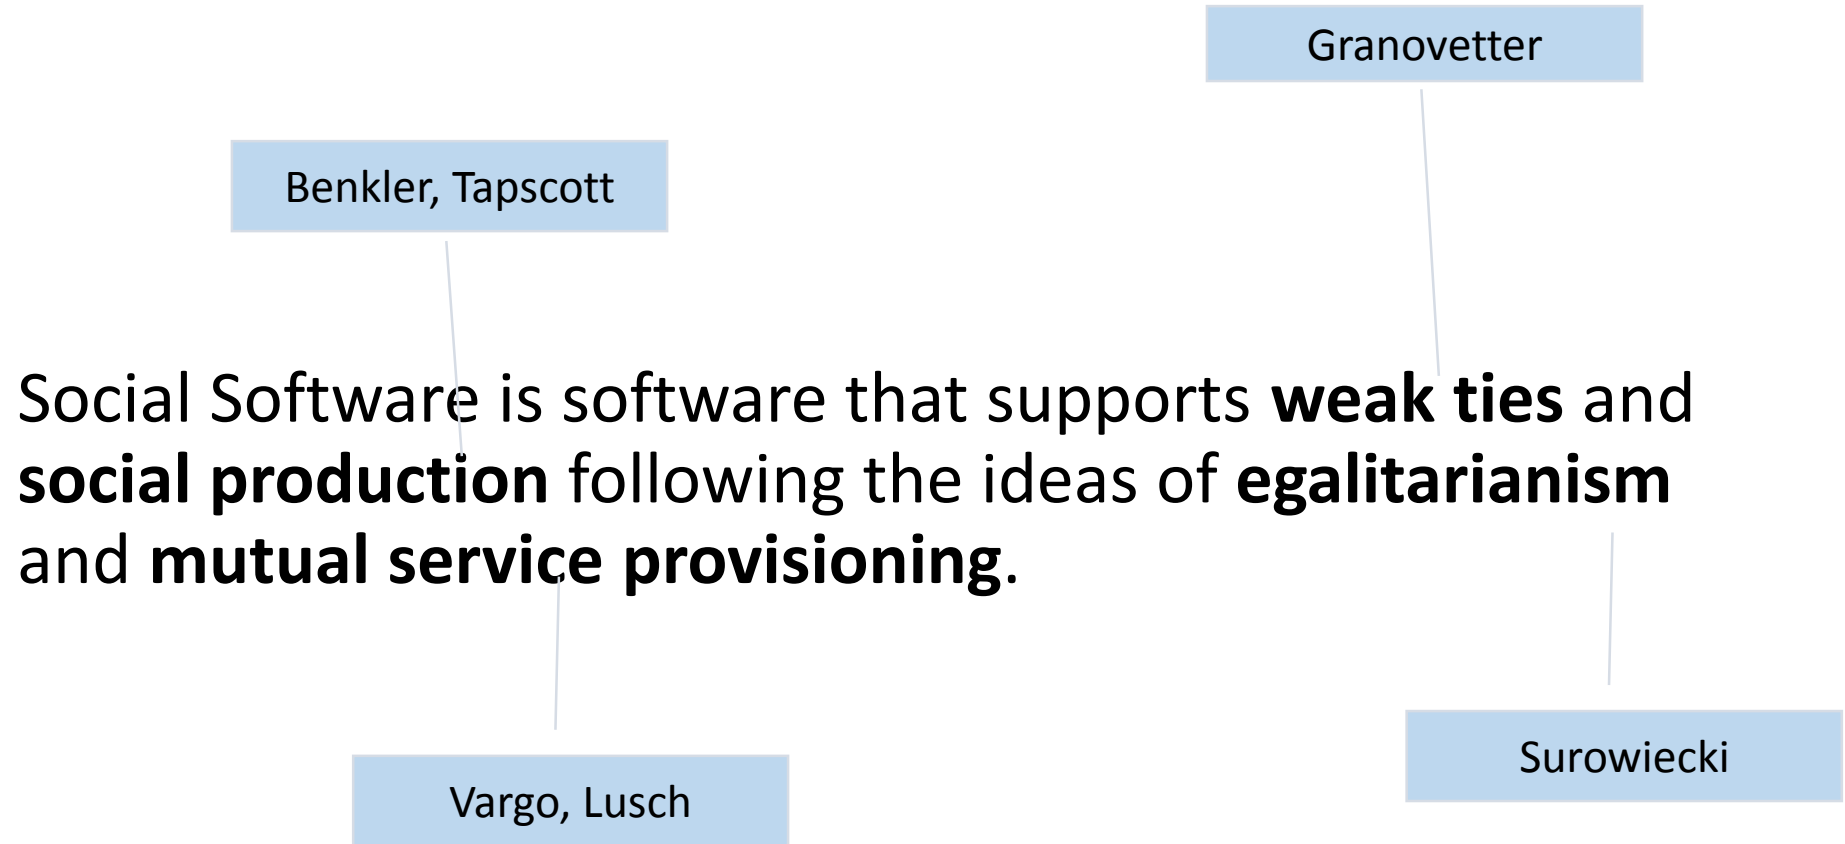 Granovetter
Benkler, Tapscott
Social Software is software that supports weak ties and
social production following the ideas of egalitarianism
and mutual service provisioning.
Surowiecki
Vargo, Lusch